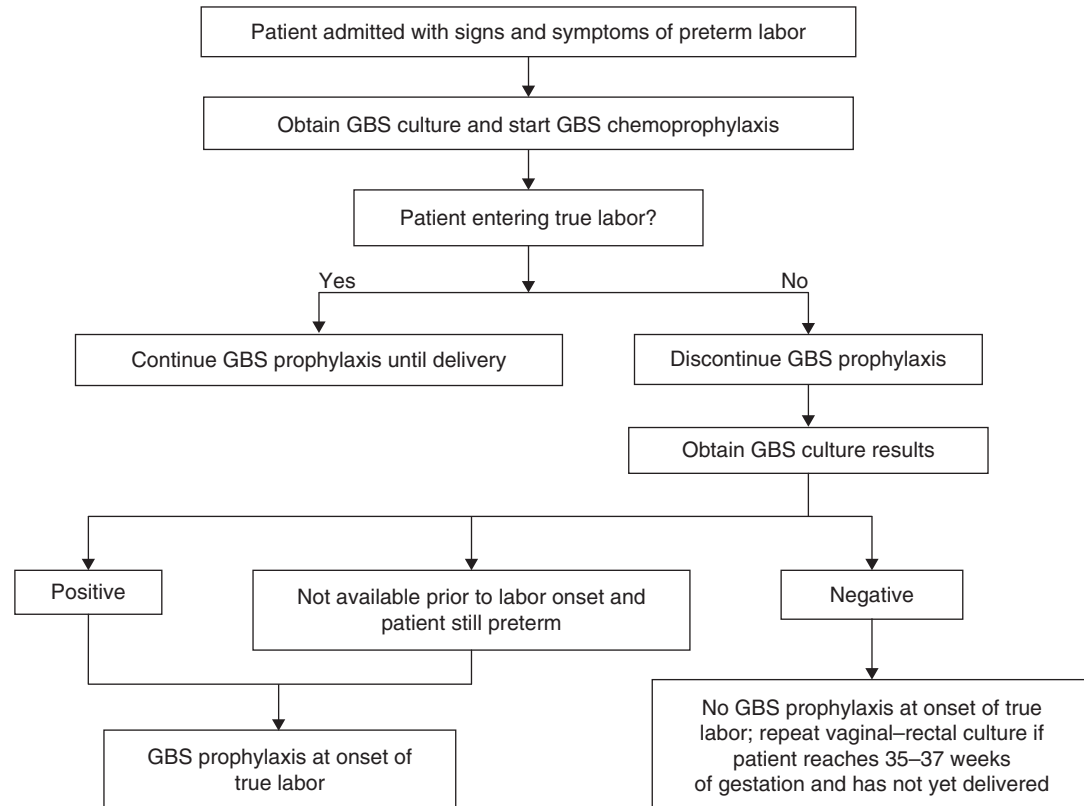 Patient admitted with signs and symptoms of preterm labor
Obtain GBS culture and start GBS chemoprophylaxis
Patient entering true labor?
Yes
No
Continue GBS prophylaxis until delivery
Discontinue GBS prophylaxis
Obtain GBS culture results
Positive
Not available prior to labor onset and
patient still preterm
Negative
GBS prophylaxis at onset of
true labor
No GBS prophylaxis at onset of true
labor; repeat vaginal–rectal culture if
patient reaches 35–37 weeks
of gestation and has not yet delivered